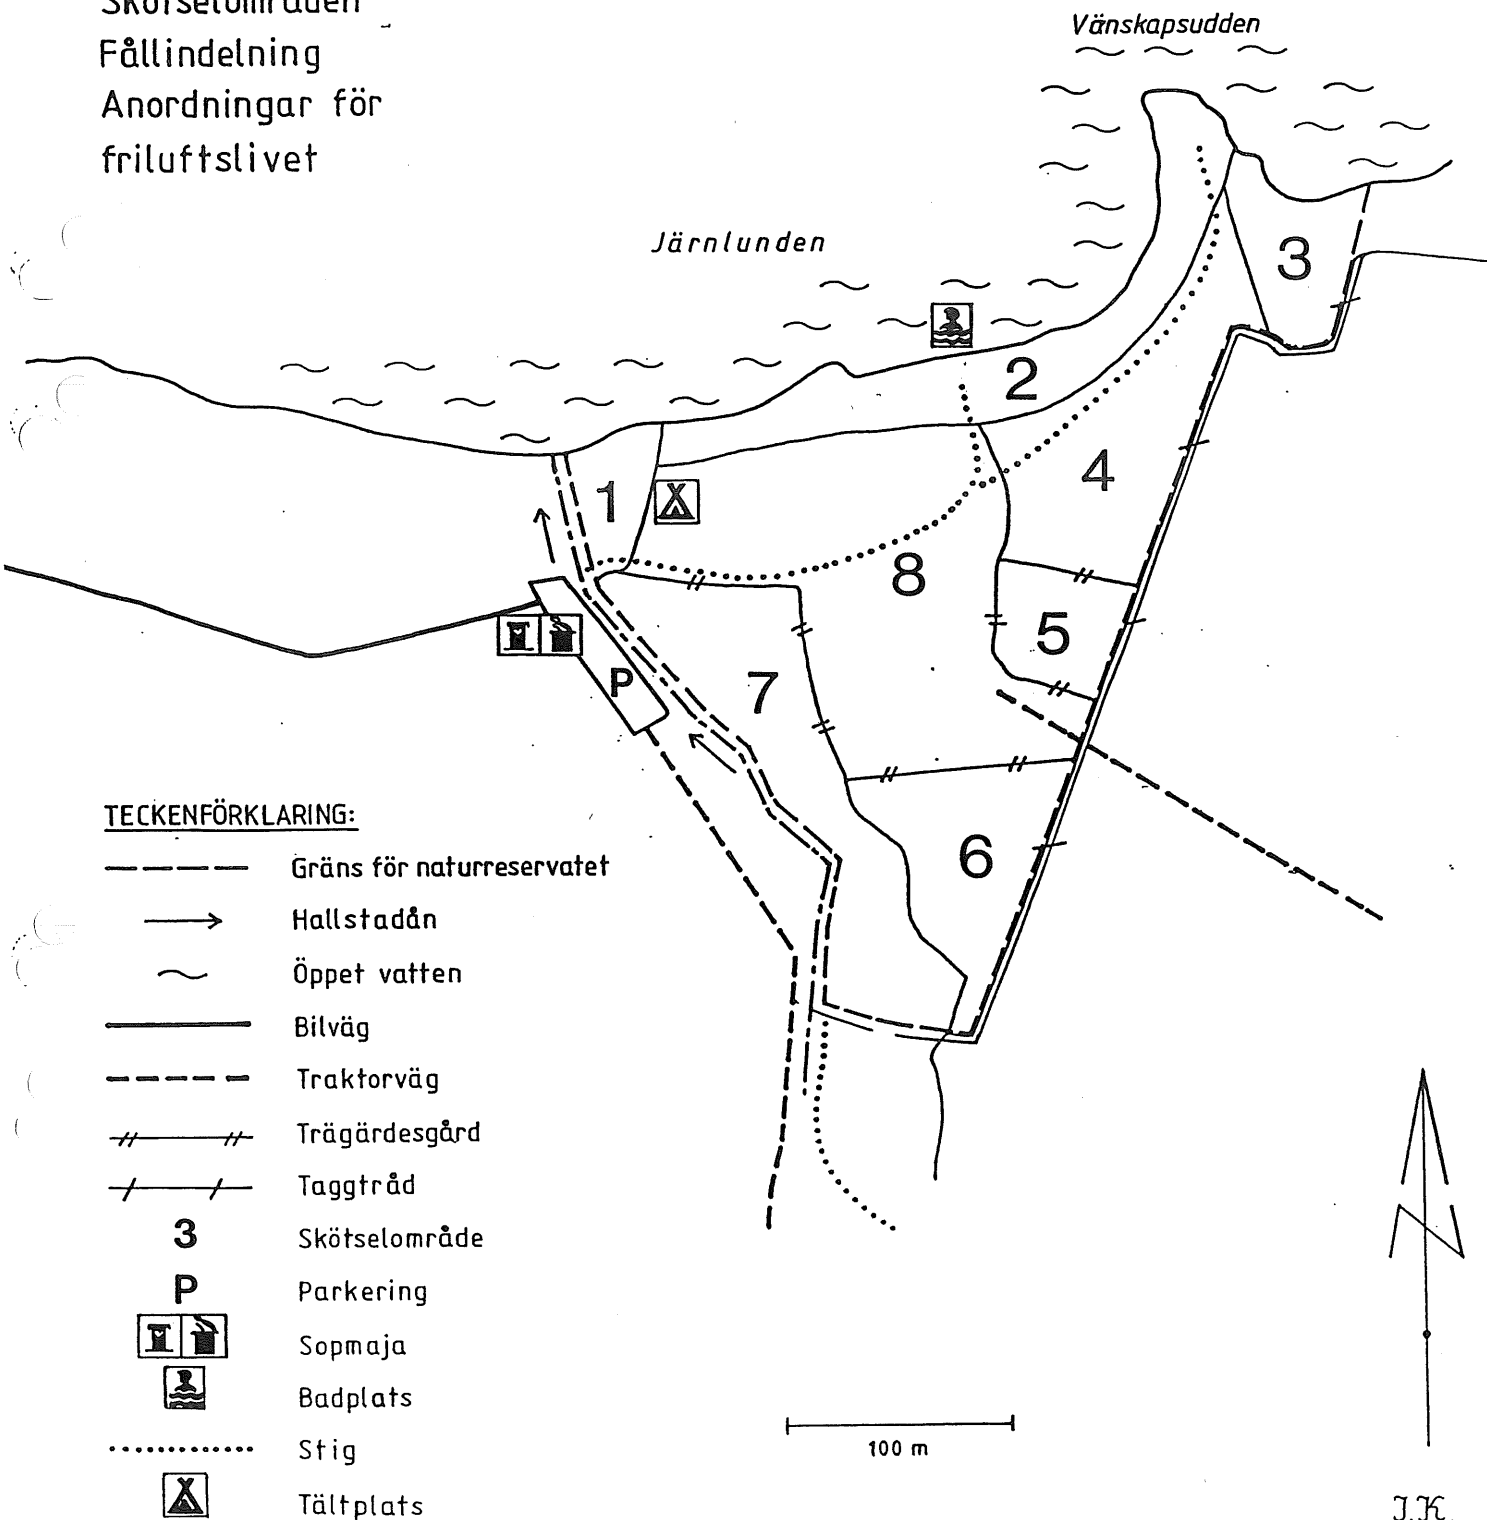 Skötselområden
Fållindelning
Anordningar för
friluftslivet
Vänskapsudden
Järnlunden
3
2
4
1
8
5
7
P
6
TECKENFÖRKLARING:
Gräns för naturreservatet
Hallstadån
Öppet vatten
Bilväg
Traktorväg
Trägärdesgård
Taggtråd
3 Skötselområde
P Parkering
Sopmaja
Badplats
Stig
Tältplats
100 m
N
J.K.